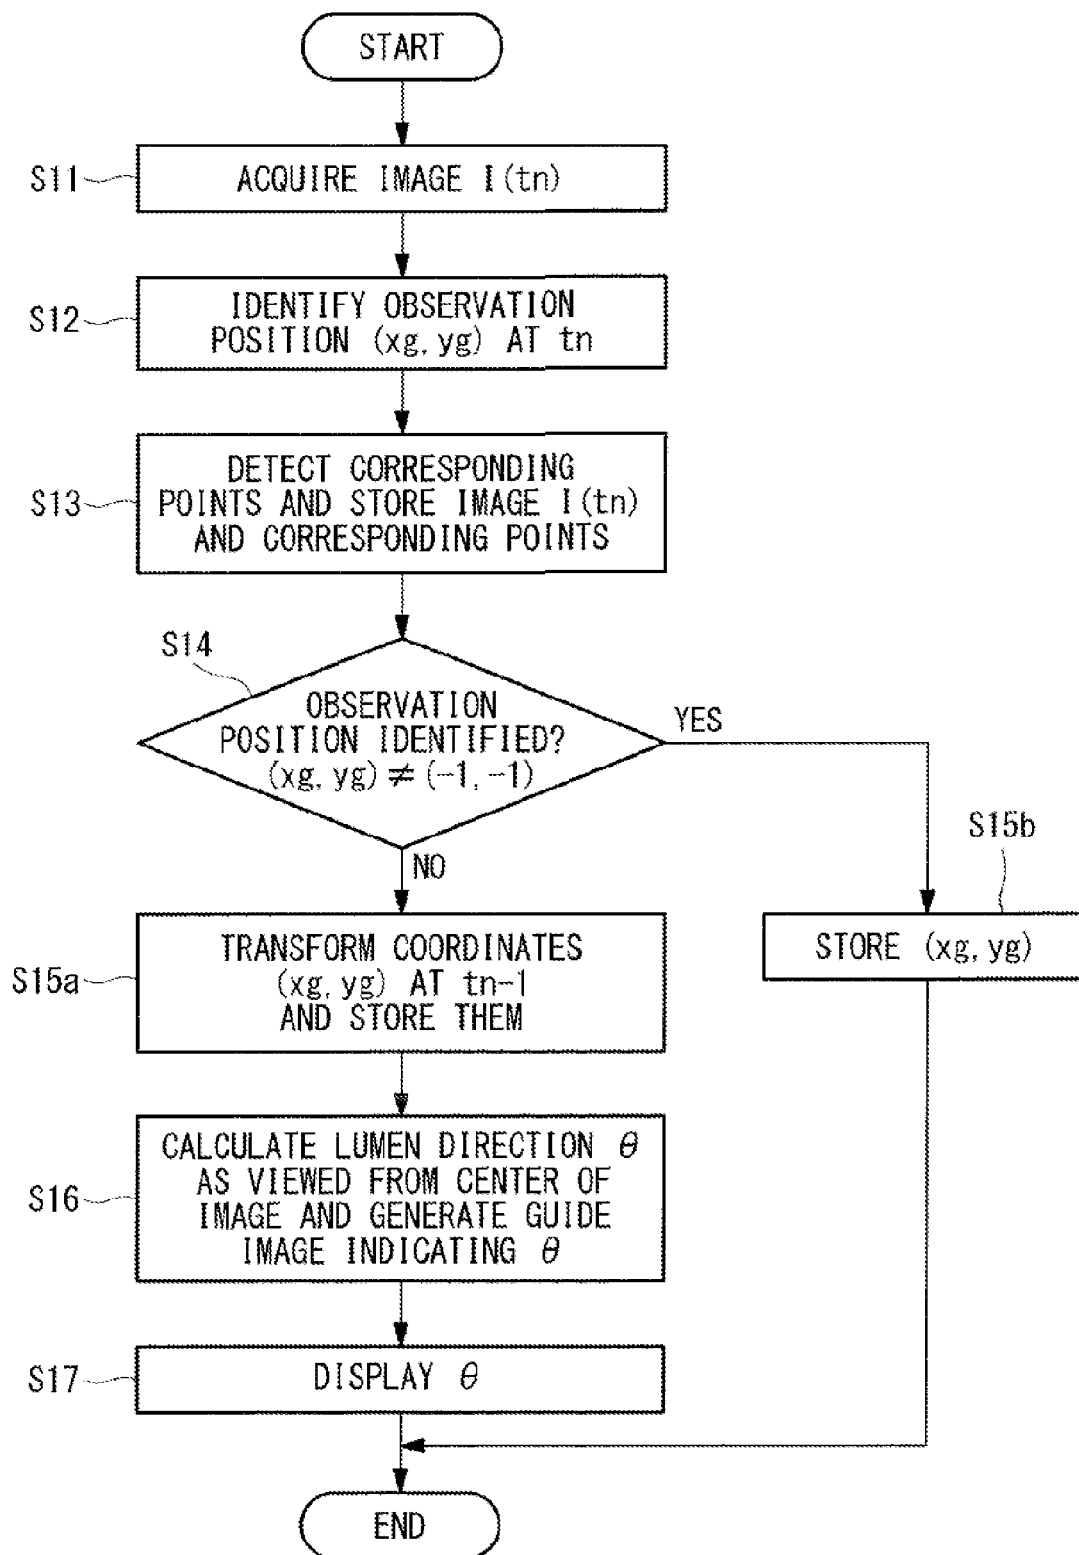 START
S11
ACQUIRE IMAGE I(tn)
S12
IDENTIFY OBSERVATION
POSITION (xg, yg) AT tn
S13
DETECT CORRESPONDING
POINTS AND STORE IMAGE I(tn)
AND CORRESPONDING POINTS
S14
OBSERVATION
POSITION IDENTIFIED?
(xg, yg) ≠ (-1, -1)
YES
NO
S15b
STORE (xg, yg)
S15a
TRANSFORM COORDINATES
(xg, yg) AT tn-1
AND STORE THEM
S16
CALCULATE LUMEN DIRECTION θ
AS VIEWED FROM CENTER OF
IMAGE AND GENERATE GUIDE
IMAGE INDICATING θ
S17
DISPLAY θ
END